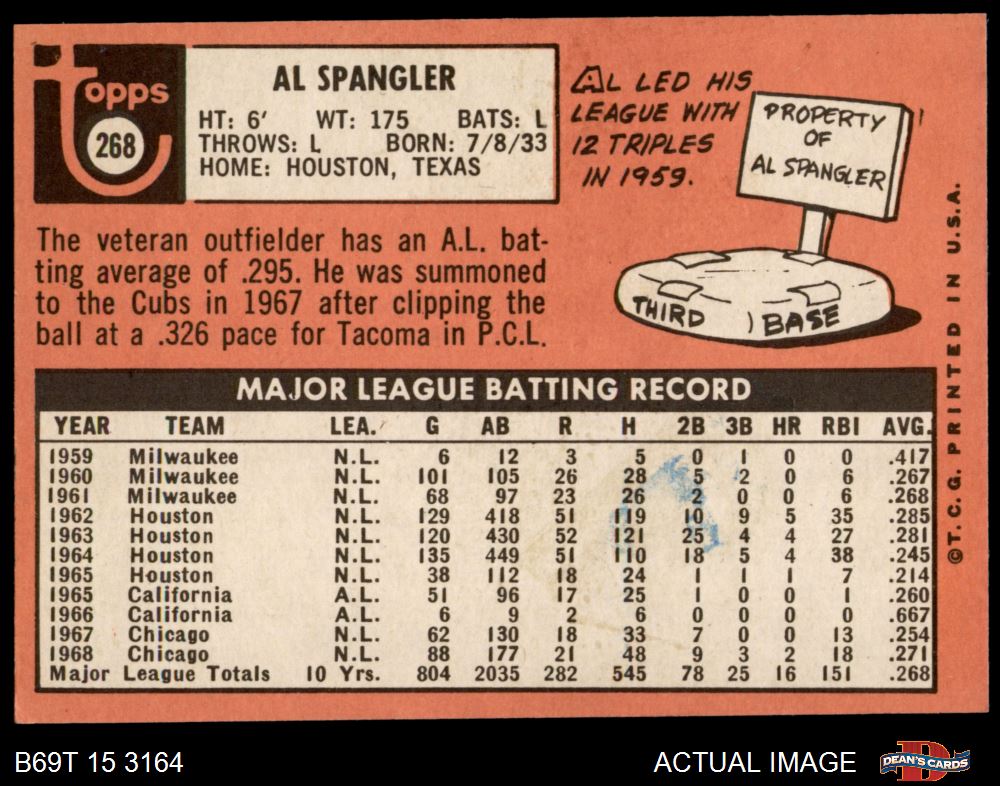 Topps
268
AL SPANGLER
HT: 6' WT: 175 BATS: L
THROWS: L BORN: 7/8/33
HOME: HOUSTON, TEXAS
AL LED HIS
LEAGUE WITH
12 TRIPLES
IN 1959.
PROPERTY
OF
AL SPANGLER
THIRD BASE
The veteran outfielder has an A.L. bat-
ting average of .295. He was summoned
to the Cubs in 1967 after clipping the
ball at a .326 pace for Tacoma in P.C.L.
MAJOR LEAGUE BATTING RECORD
YEAR TEAM LEA. G AB R H 2B 3B HR RBI AVG.
1959 Milwaukee N.L. 6 12 3 5 0 1 0 0 .417
1960 Milwaukee N.L. 101 105 26 28 5 2 0 6 .267
1961 Milwaukee N.L. 68 97 23 26 2 0 0 6 .268
1962 Houston N.L. 129 418 51 119 10 9 5 35 .285
1963 Houston N.L. 120 430 52 121 25 4 4 27 .281
1964 Houston N.L. 135 449 51 110 18 5 4 38 .245
1965 Houston N.L. 38 112 18 24 1 1 1 7 .214
1965 California A.L. 51 96 17 25 1 0 0 1 .260
1966 California A.L. 6 9 2 6 0 0 0 0 .667
1967 Chicago N.L. 62 130 18 33 7 0 0 13 .254
1968 Chicago N.L. 88 177 21 48 9 3 2 18 .271
Major League Totals 10 Yrs. 804 2035 282 545 78 25 16 151 .268
©T.C.G. PRINTED IN U.S.A.
B69T 15 3164
ACTUAL IMAGE
D
DEAN'S CARDS